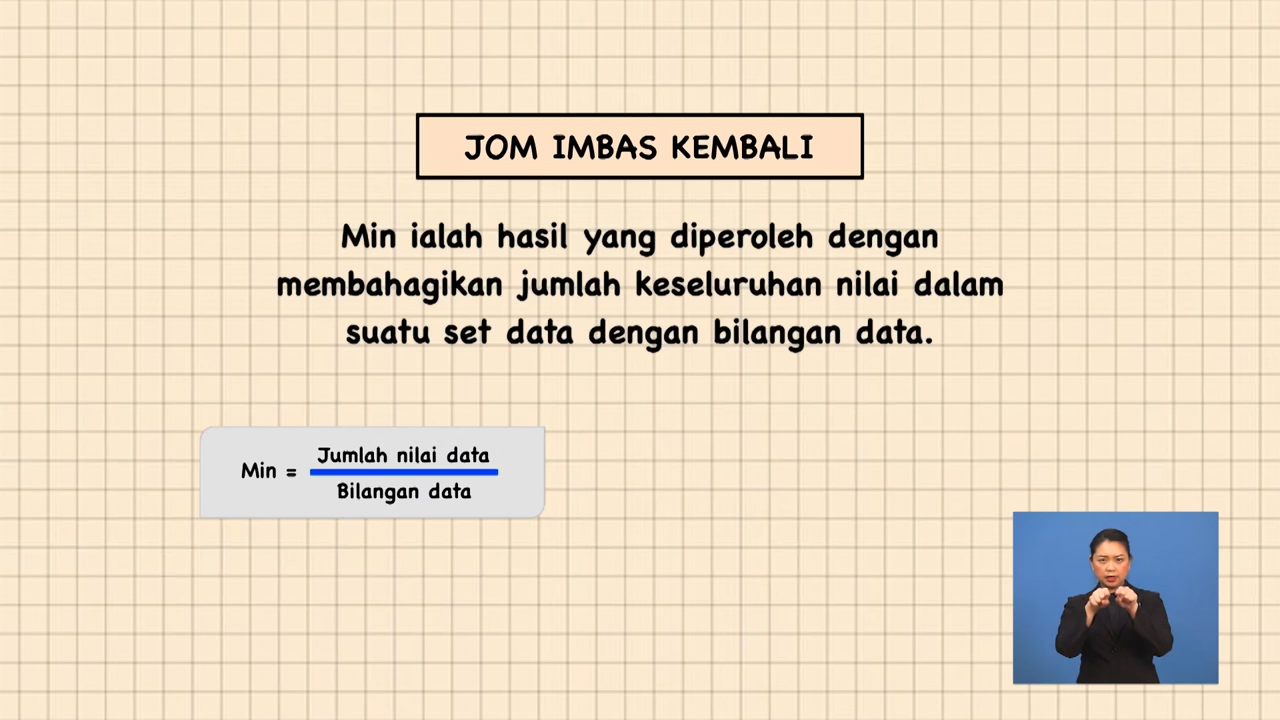 JOM IMBAS KEMBALI
Min ialah hasil yang diperoleh dengan
membahagikan jumlah keseluruhan nilai dalam
suatu set data dengan bilangan data.
Min = Jumlah nilai data
Bilangan data